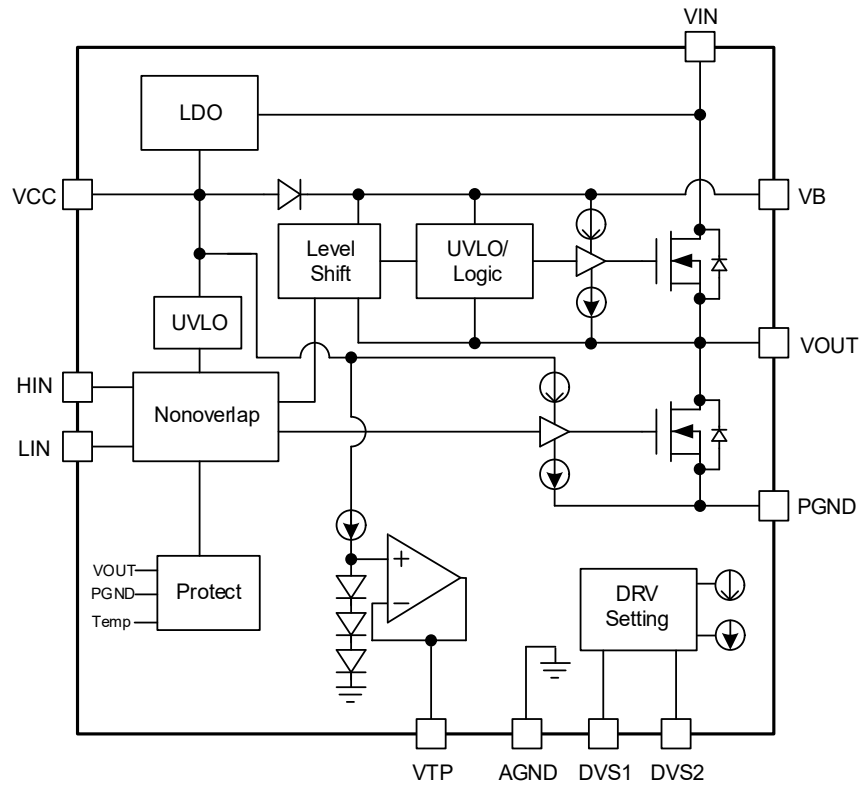 VIN
LDO
VCC
VB
Level
Shift
UVLO/
Logic
UVLO
VOUT
HIN
Nonoverlap
LIN
PGND
VOUT
PGND
Temp
Protect
+
−
DRV
Setting
VTP
AGND
DVS1
DVS2